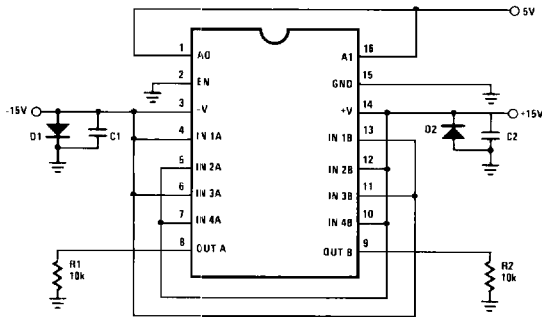 5V
1 A0 A1 16
2 EN GND 15
-15V 3 -V +V 14 +15V
D1 C1 4 IN 1A IN 1B 13 D2 C2
5 IN 2A IN 2B 12
6 IN 3A IN 3B 11
7 IN 4A IN 4B 10
8 OUT A OUT B 9
R1 R2
10k 10k